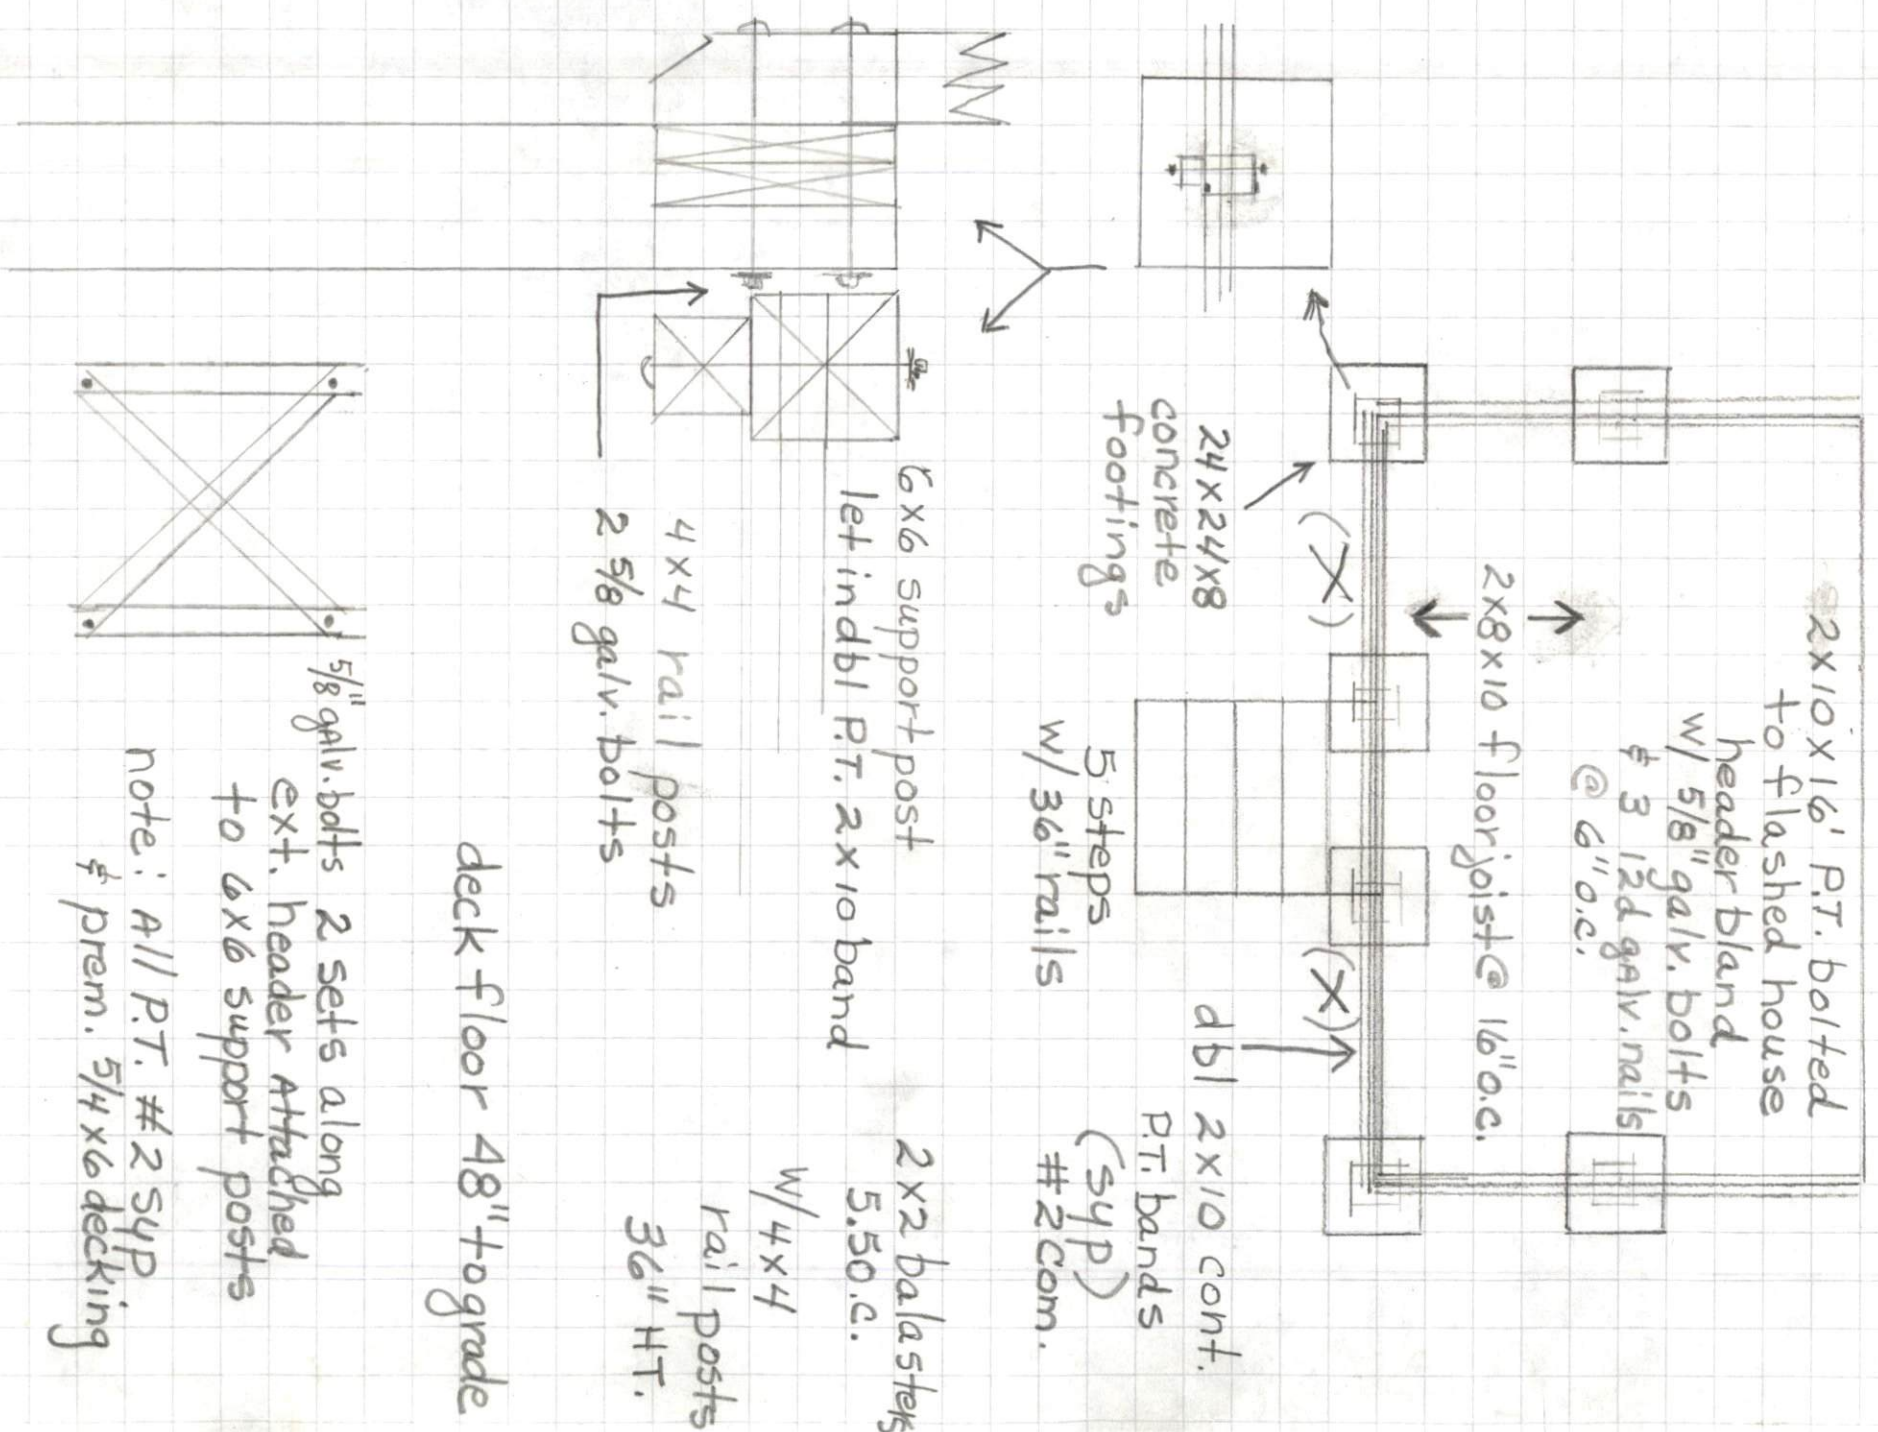 2x10x16' P.T. bolted
to flashed house
header bland
w/ 5/8" galv. bolts
& 3 12d galv. nails
@ 6" o.c.
2x8x10 floor joist @ 16" o.c.
(X)
(X)
24x24x8
concrete
footings
5 steps
w/ 36" rails
dbl 2x10 cont.
P.T. bands
(syp)
#2 com.
6x6 support post
let in dbl P.T. 2x10 band
4x4 rail posts
2 5/8 galv. bolts
2x2 balasters
5.50.c.
w/ 4x4
rail posts
36" HT.
deck floor 48" to grade
5/8" galv. bolts 2 sets along
ext. header Attached
to 6x6 support posts
note: All P.T. #2 SYP
& prem. 5/4x6 decking